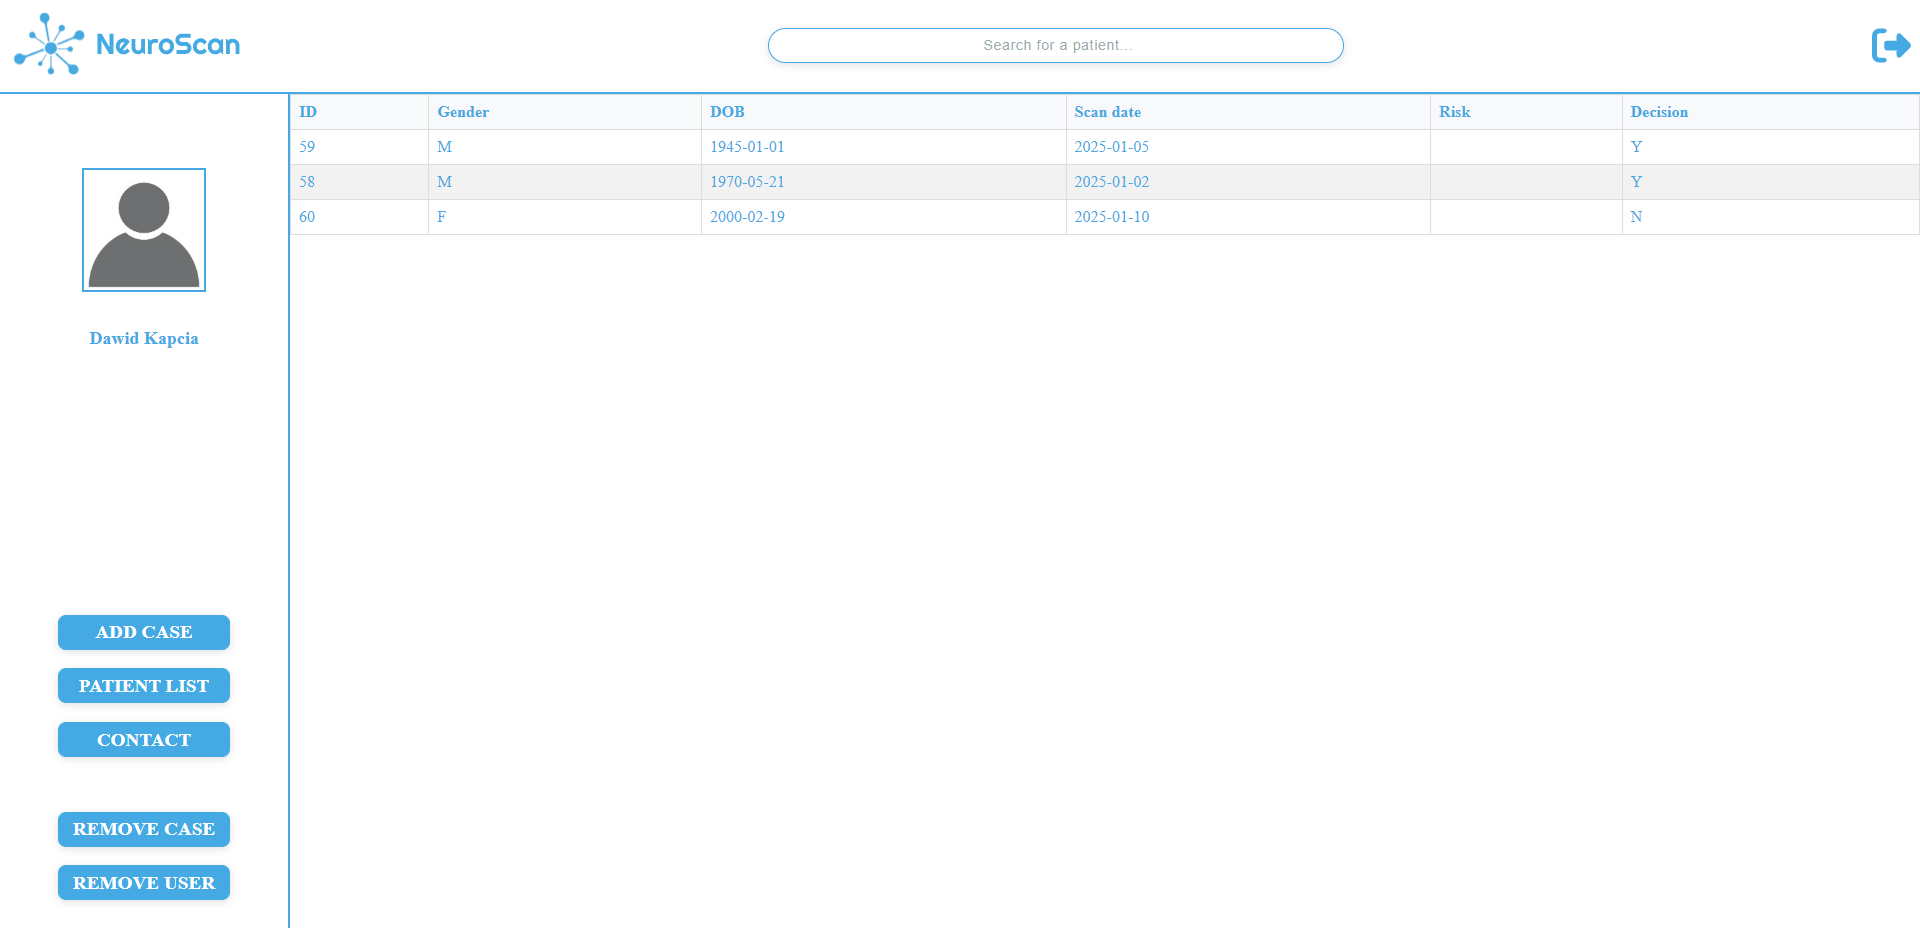 NeuroScan
Search for a patient...
ID Gender DOB Scan date Risk Decision
59 M 1945-01-01 2025-01-05 Y
58 M 1970-05-21 2025-01-02 Y
60 F 2000-02-19 2025-01-10 N
Dawid Kapcia
ADD CASE
PATIENT LIST
CONTACT
REMOVE CASE
REMOVE USER